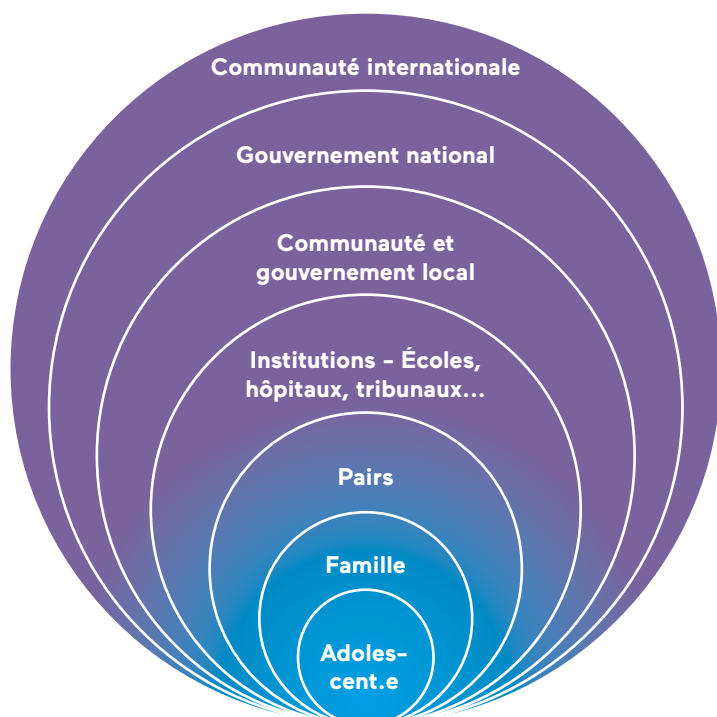 Communauté internationale
Gouvernement national
Communauté et
gouvernement local
Institutions - Écoles,
hôpitaux, tribunaux...
Pairs
Famille
Adoles-
cent.e